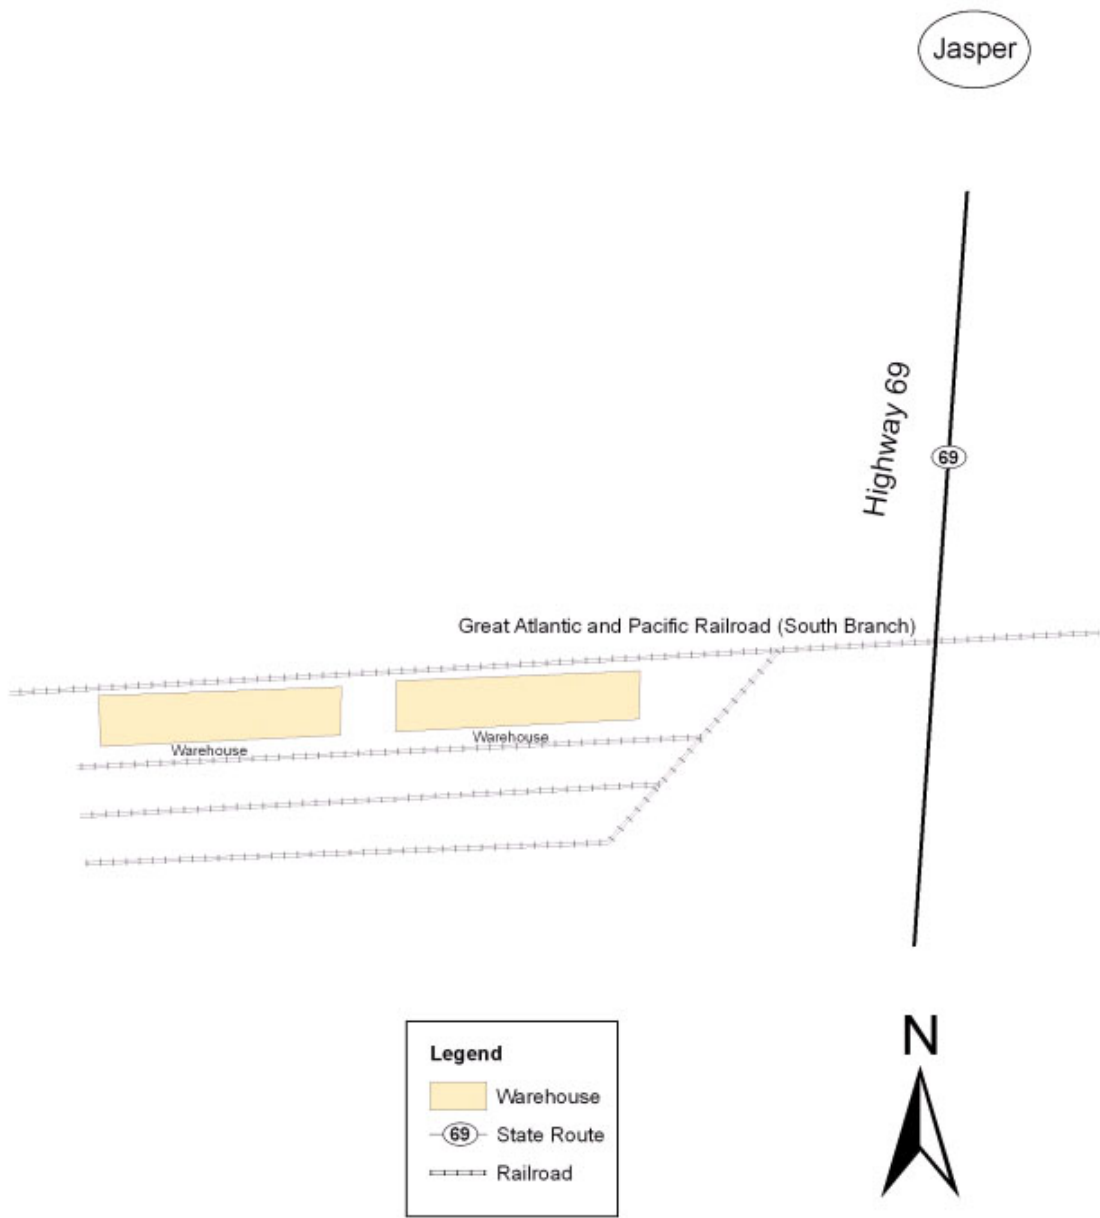 Jasper
Highway 69
69
Great Atlantic and Pacific Railroad (South Branch)
Warehouse
Warehouse
N
Legend
Warehouse
69 State Route
Railroad